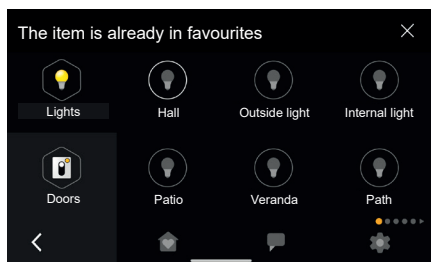 The item is already in favourites
Lights
Hall
Outside light
Internal light
Doors
Patio
Veranda
Path